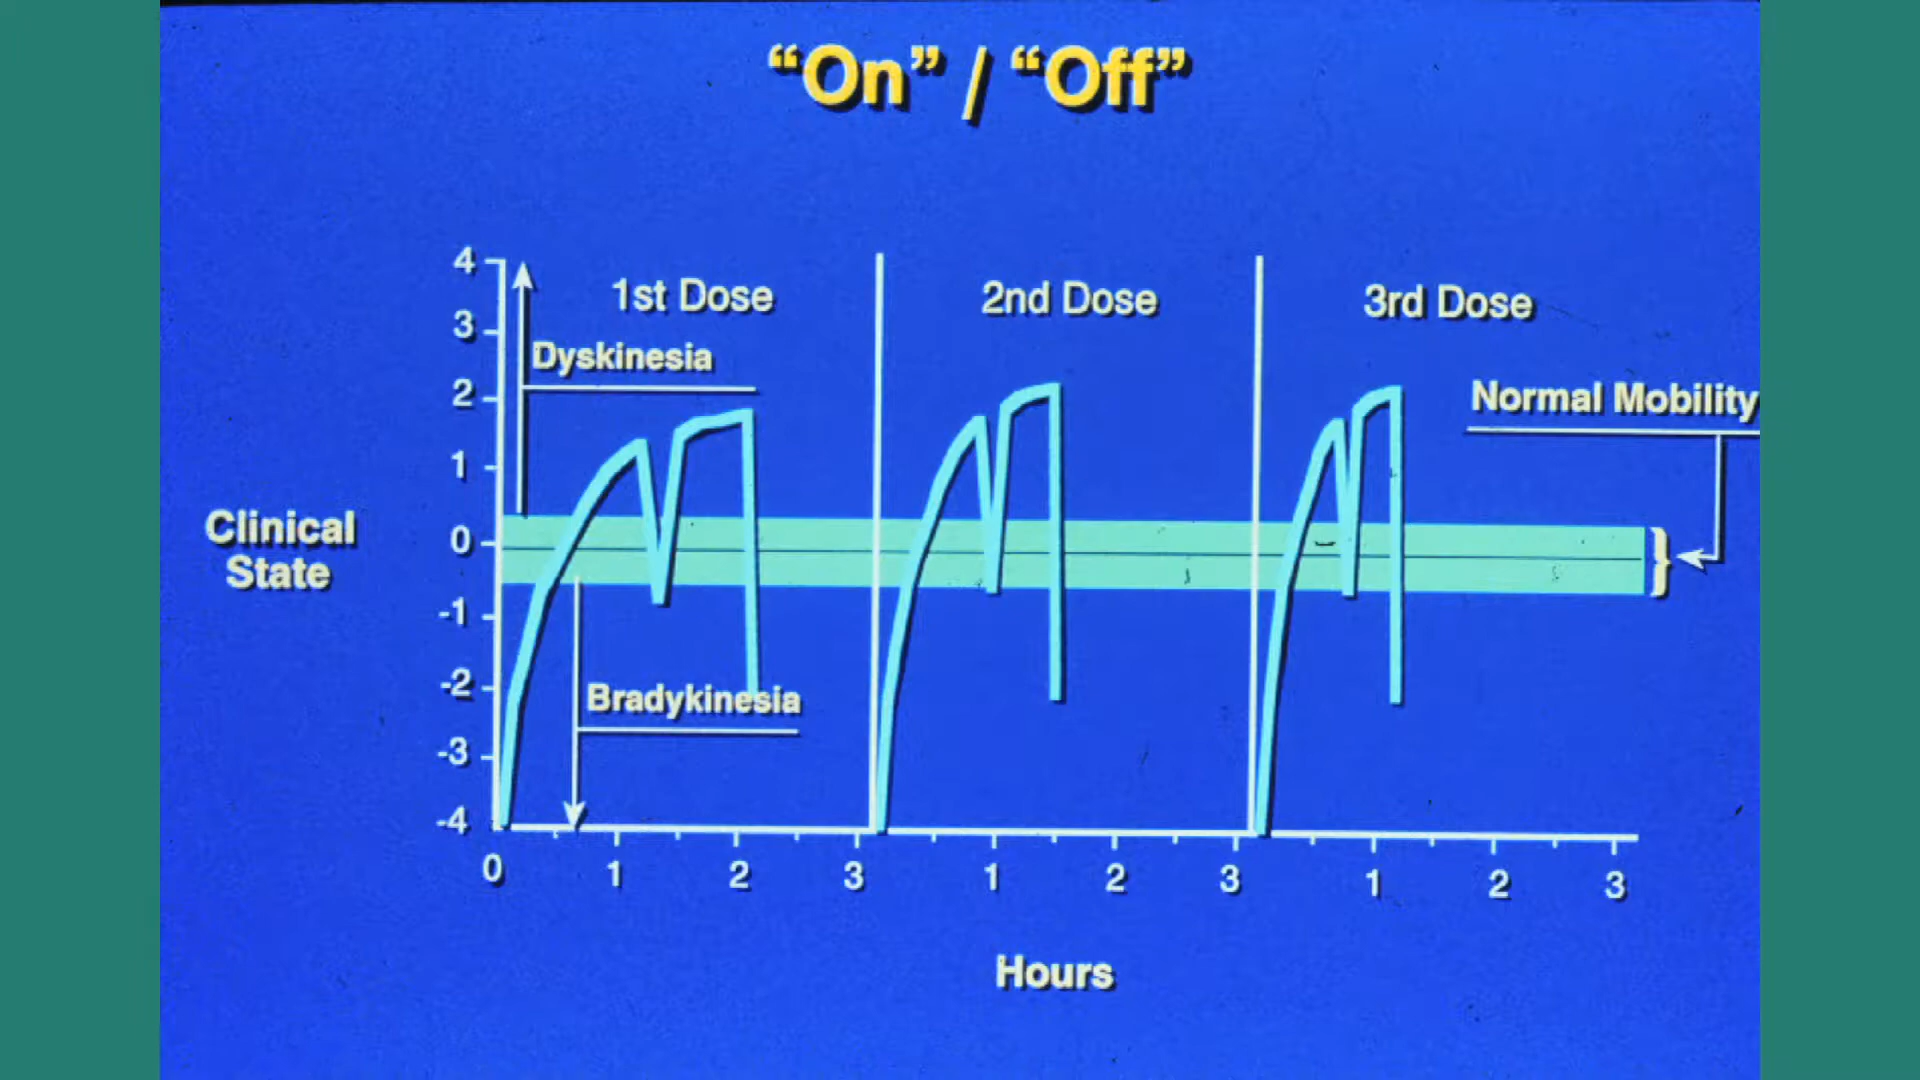 “On” / “Off”
1st Dose
2nd Dose
3rd Dose
Dyskinesia
Normal Mobility
Clinical
State
Bradykinesia
4
3
2
1
0
-1
-2
-3
-4
0 1 2 3 1 2 3 1 2 3
Hours